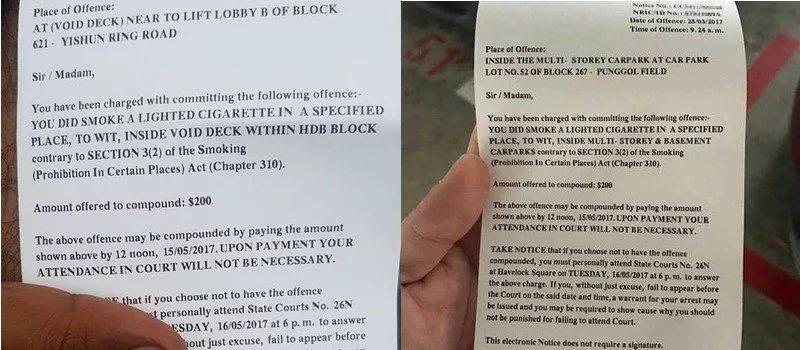 Place of Offence:
AT (VOID DECK) NEAR TO LIFT LOBBY B OF BLOCK
621 - YISHUN RING ROAD
Sir / Madam,
You have been charged with committing the following offence:-
YOU DID SMOKE A LIGHTED CIGARETTE IN A SPECIFIED
PLACE, TO WIT, INSIDE VOID DECK WITHIN HDB BLOCK
contrary to SECTION 3(2) of the Smoking
(Prohibition In Certain Places) Act (Chapter 310).
Amount offered to compound: $200
The above offence may be compounded by paying the amount
shown above by 12 noon, 15/05/2017. UPON PAYMENT YOUR
ATTENDANCE IN COURT WILL NOT BE NECESSARY.
that if you choose not to have the offence
personally attend State Courts No. 26N
16/05/2017 at 6 p.m. to answer
just excuse, fail to appear before
Notice No.:
NRIC/ID No.:
Date of Offence: 28/03/2017
Time of Offence: 9.24 a.m.
Place of Offence:
INSIDE THE MULTI- STOREY CARPARK AT CAR PARK
LOT NO.52 OF BLOCK 267 - PUNGGOL FIELD
Sir / Madam,
You have been charged with committing the following offence:-
YOU DID SMOKE A LIGHTED CIGARETTE IN A SPECIFIED
PLACE, TO WIT, INSIDE MULTI- STOREY & BASEMENT
CARPARKS contrary to SECTION 3(2) of the Smoking
(Prohibition In Certain Places) Act (Chapter 310).
Amount offered to compound: $200
The above offence may be compounded by paying the amount
shown above by 12 noon, 15/05/2017. UPON PAYMENT YOUR
ATTENDANCE IN COURT WILL NOT BE NECESSARY.
TAKE NOTICE that if you choose not to have the offence
compounded, you must personally attend State Courts No. 26N
at Havelock Square on TUESDAY, 16/05/2017 at 6 p.m. to answer
the above charge. If you, without just excuse, fail to appear before
the Court on the said date and time, a warrant for your arrest may
be issued and you may be required to show cause why you should
not be punished for failing to attend Court.
This electronic Notice does not require a signature.